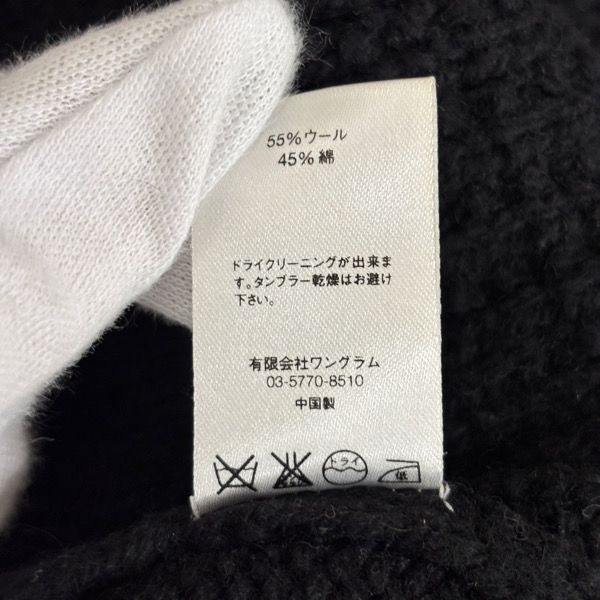 55%ウール
45%綿
ドライクリーニングが出来ま
す。タンブラー乾燥はお避け
下さい。
有限会社ワングラム
03-5770-8510
中国製
ドライ
低